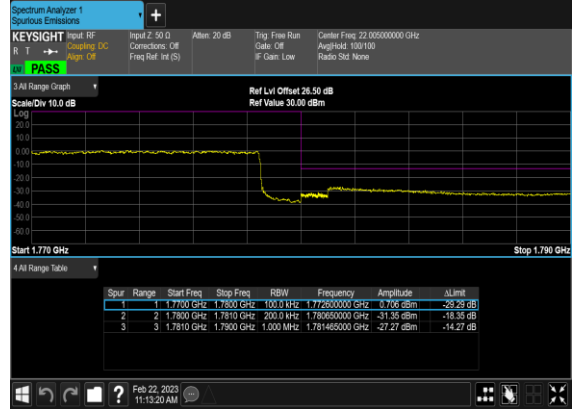 Spectrum Analyzer 1
Spurious Emissions
KEYSIGHT Input: RF Input Z: 50 Ω Atten: 20 dB Trig: Free Run Center Freq: 22.005000000 GHz
R T Coupling: DC Corrections: Off Gate: Off Avg|Hold: 100/100
Align: Off Freq Ref: Int (S) IF Gain: Low Radio Std: None
PASS
3 All Range Graph
Ref Lvl Offset 26.50 dB
Scale/Div 10.0 dB Ref Value 30.00 dBm
Log
20.0
10.0
0.00
-10.0
-20.0
-30.0
-40.0
-50.0
-60.0
Start 1.770 GHz Stop 1.790 GHz
4 All Range Table
Spur Range Start Freq Stop Freq RBW Frequency Amplitude ΔLimit
1 1 1.7700 GHz 1.7800 GHz 100.0 kHz 1.772600000 GHz 0.706 dBm -29.29 dB
2 2 1.7800 GHz 1.7810 GHz 200.0 kHz 1.780650000 GHz -31.35 dBm -18.35 dB
3 3 1.7810 GHz 1.7900 GHz 1.000 MHz 1.781465000 GHz -27.27 dBm -14.27 dB
? Feb 22, 2023
11:13:20 AM